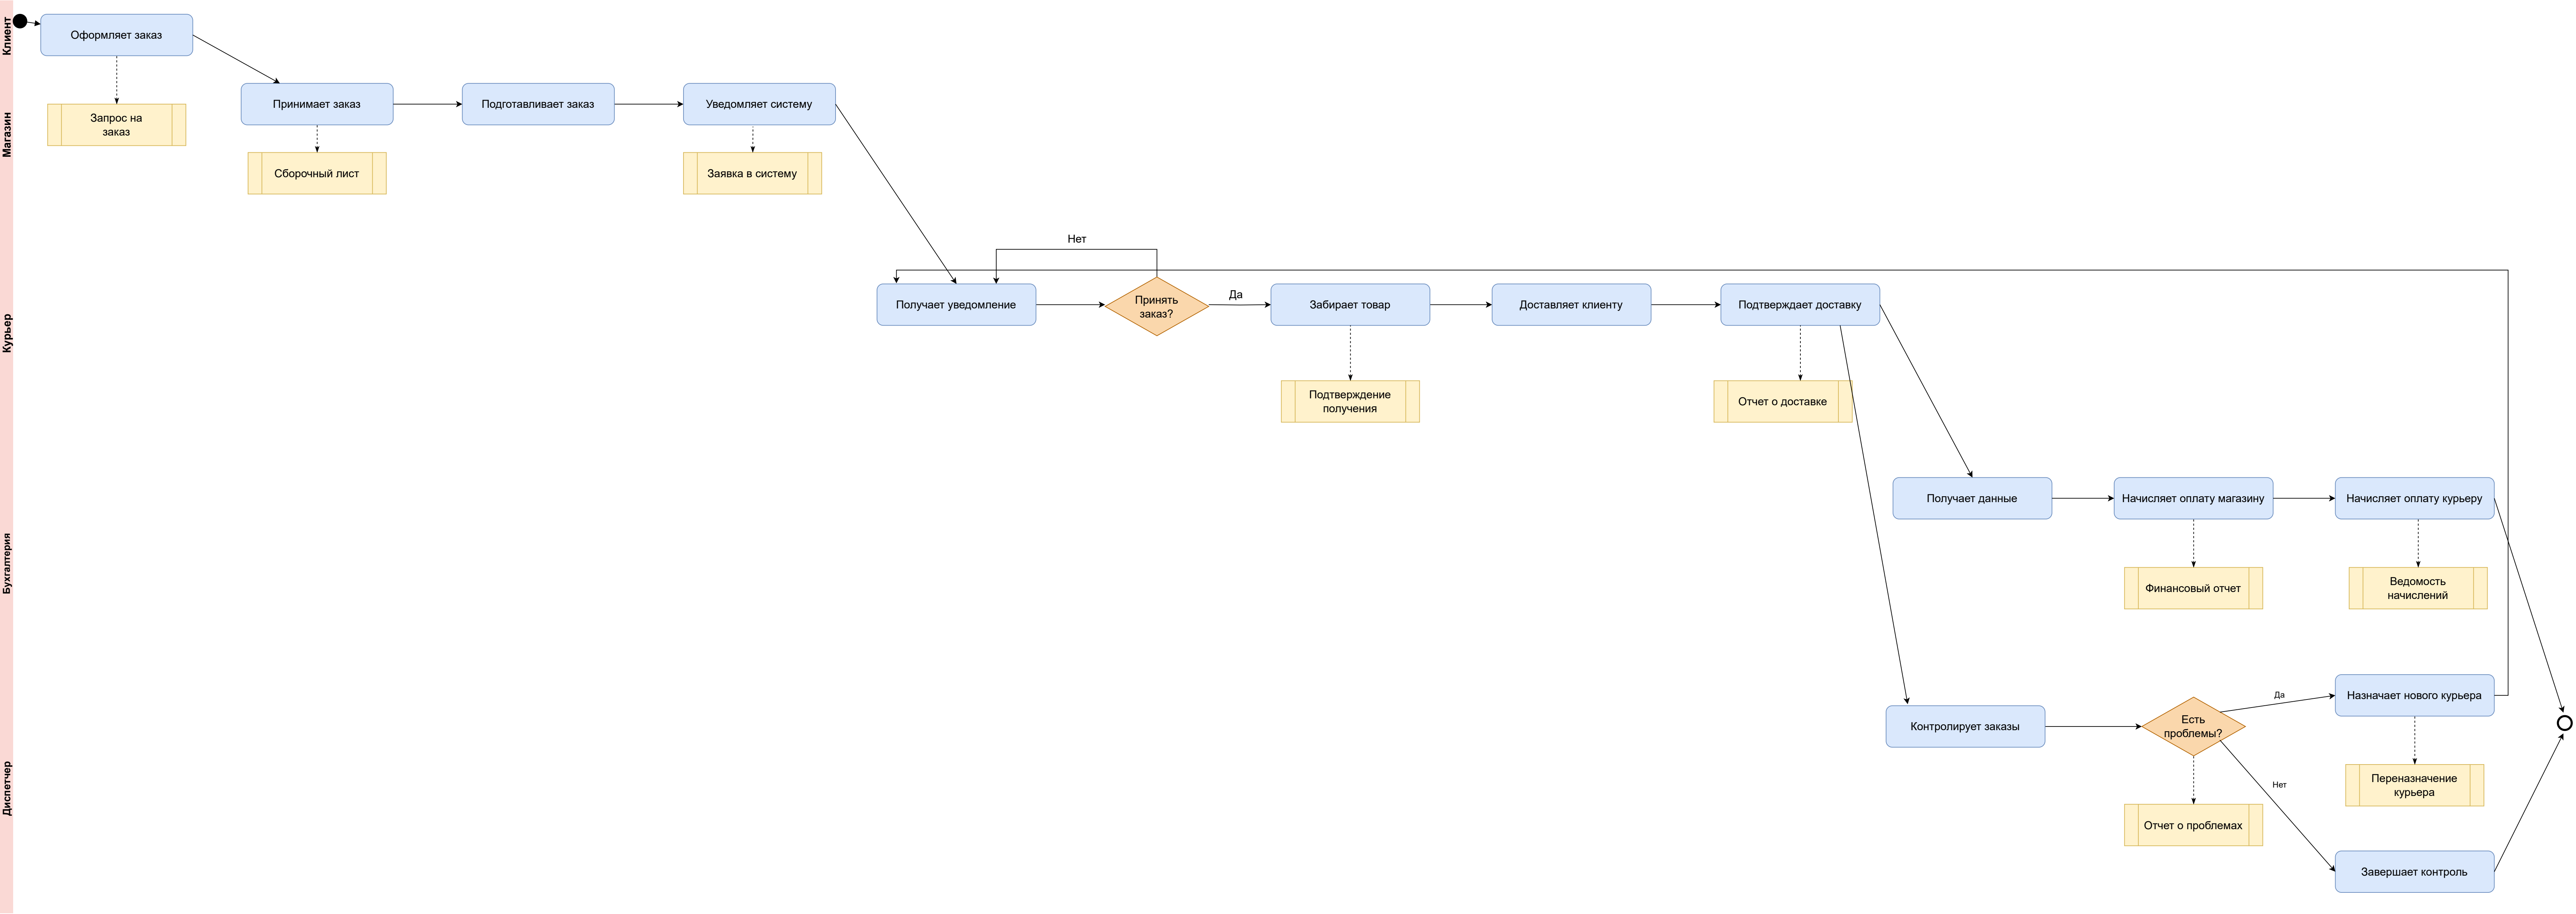 Клиент
Оформляет заказ
Запрос на
заказ
Магазин
Принимает заказ
Подготавливает заказ
Уведомляет систему
Сборочный лист
Заявка в систему
Курьер
Нет
Получает уведомление
Принять
заказ?
Да
Забирает товар
Доставляет клиенту
Подтверждает доставку
Подтверждение
получения
Отчет о доставке
Бухгалтерия
Получает данные
Начисляет оплату магазину
Начисляет оплату курьеру
Финансовый отчет
Ведомость
начислений
Диспетчер
Контролирует заказы
Есть
проблемы?
Да
Назначает нового курьера
Нет
Переназначение
курьера
Отчет о проблемах
Завершает контроль